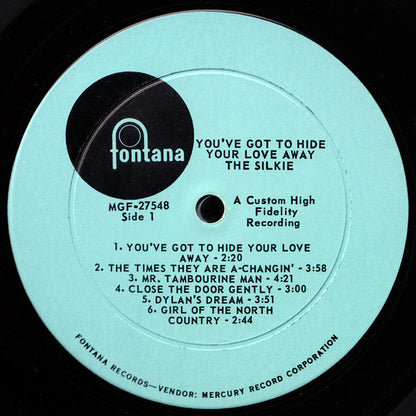 fontana
YOU'VE GOT TO HIDE
YOUR LOVE AWAY
THE SILKIE
MGF-27548
Side 1
A Custom High
Fidelity
Recording
1. YOU'VE GOT TO HIDE YOUR LOVE
AWAY - 2:20
2. THE TIMES THEY ARE A-CHANGIN' - 3:58
3. MR. TAMBOURINE MAN - 4:21
4. CLOSE THE DOOR GENTLY - 3:00
5. DYLAN'S DREAM - 3:51
6. GIRL OF THE NORTH
COUNTRY - 2:44
FONTANA RECORDS—VENDOR: MERCURY RECORD CORPORATION